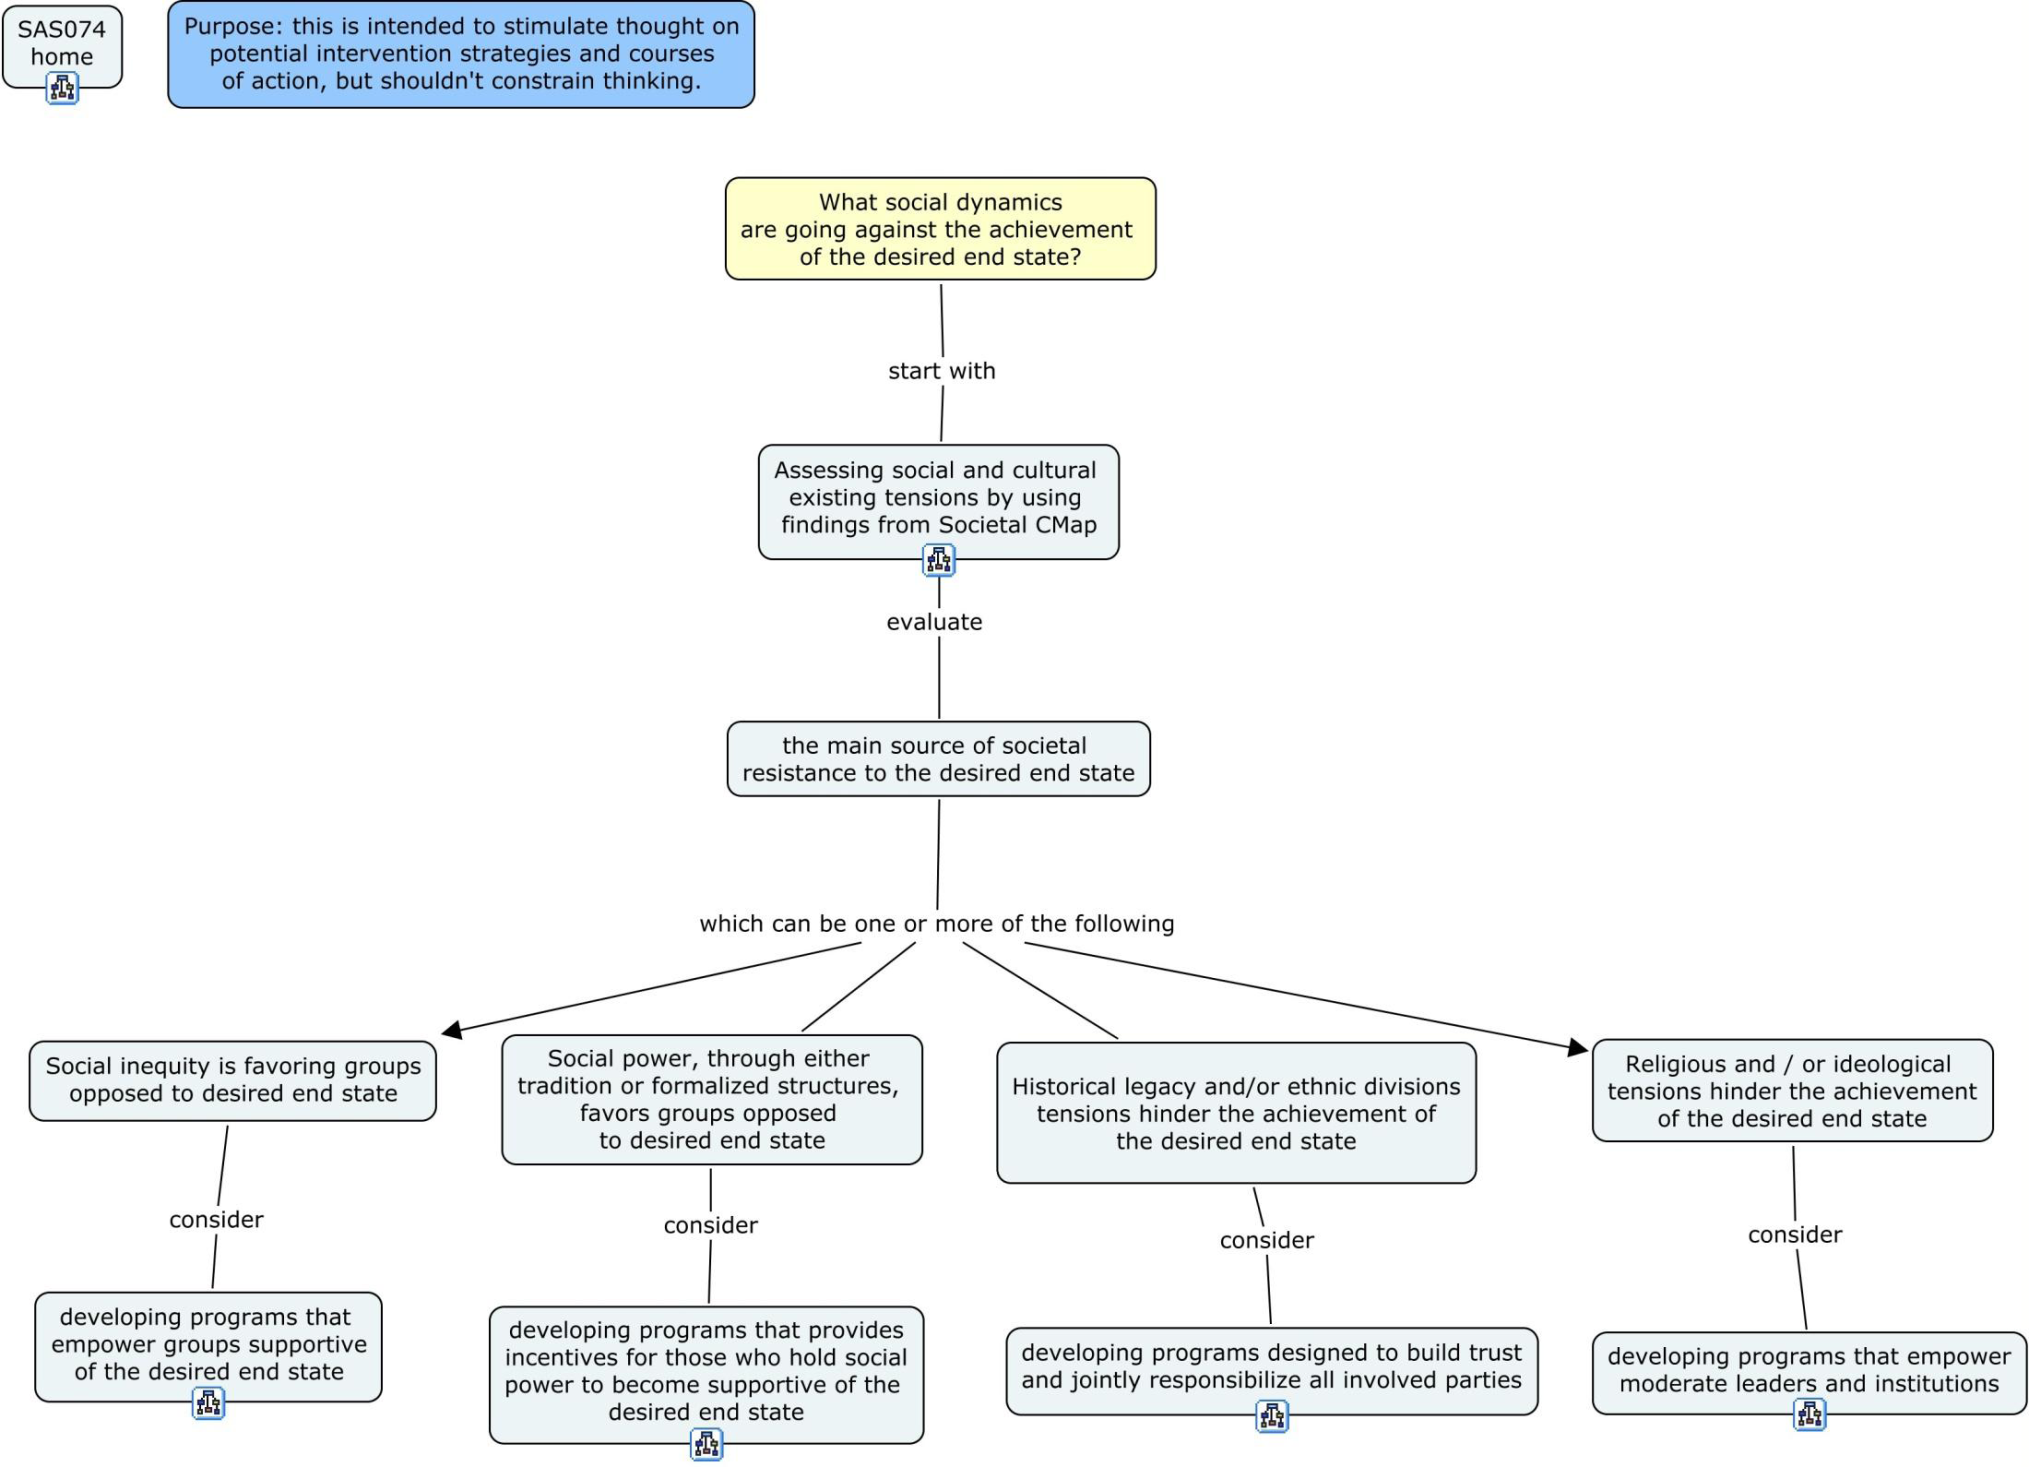 SAS074
home
Purpose: this is intended to stimulate thought on
potential intervention strategies and courses
of action, but shouldn't constrain thinking.
What social dynamics
are going against the achievement
of the desired end state?
start with
Assessing social and cultural
existing tensions by using
findings from Societal CMap
evaluate
the main source of societal
resistance to the desired end state
which can be one or more of the following
Social inequity is favoring groups
opposed to desired end state
Social power, through either
tradition or formalized structures,
favors groups opposed
to desired end state
Historical legacy and/or ethnic divisions
tensions hinder the achievement of
the desired end state
Religious and / or ideological
tensions hinder the achievement
of the desired end state
consider
consider
consider
consider
developing programs that
empower groups supportive
of the desired end state
developing programs that provides
incentives for those who hold social
power to become supportive of the
desired end state
developing programs designed to build trust
and jointly responsibilize all involved parties
developing programs that empower
moderate leaders and institutions